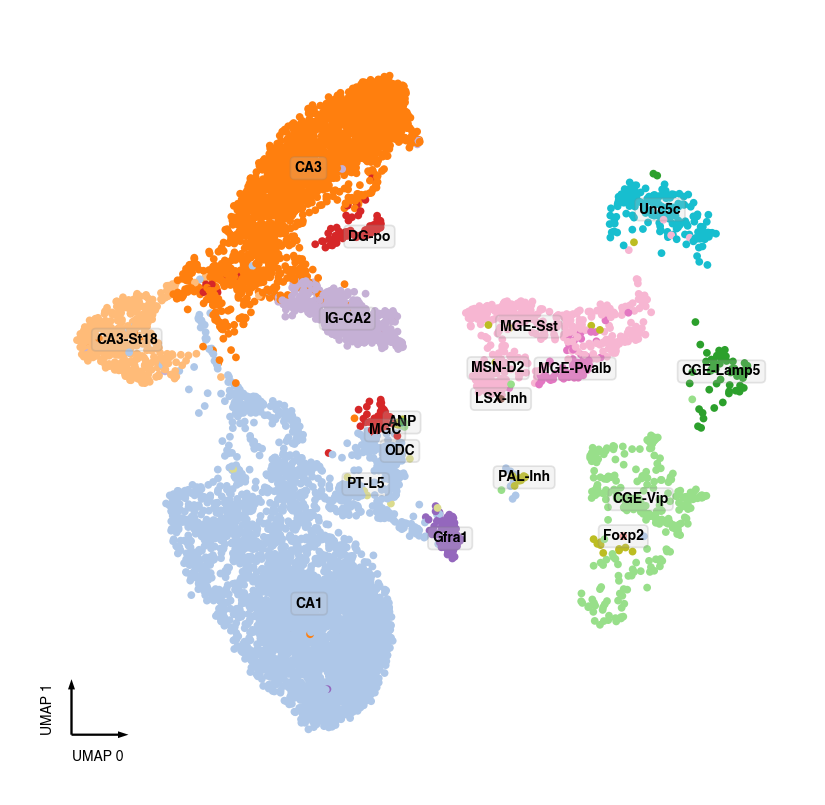 CA3
Unc5c
DG-po
IG-CA2
MGE-Sst
CA3-St18
MSN-D2
MGE-Pvalb
CGE-Lamp5
LSX-Inh
ANP
MGC
ODC
PAL-Inh
PT-L5
CGE-Vip
Foxp2
Gfra1
CA1
UMAP 1
UMAP 0